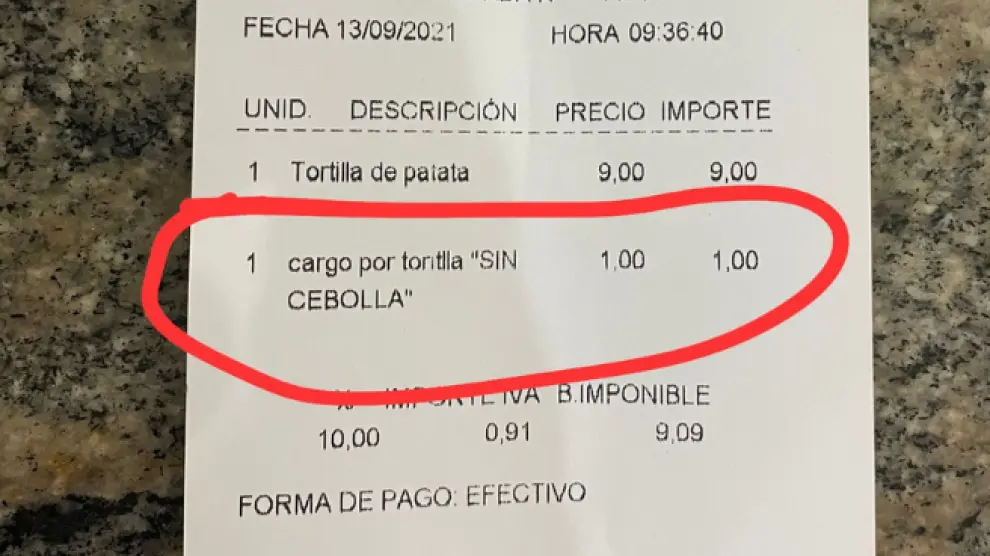 FECHA 13/09/2021 HORA 09:36:40
UNID. DESCRIPCIÓN PRECIO IMPORTE
1 Tortilla de patata 9,00 9,00
1 cargo por tortilla "SIN 1,00 1,00
CEBOLLA"
% IMPORTE IVA B.IMPONIBLE
10,00 0,91 9,09
FORMA DE PAGO: EFECTIVO